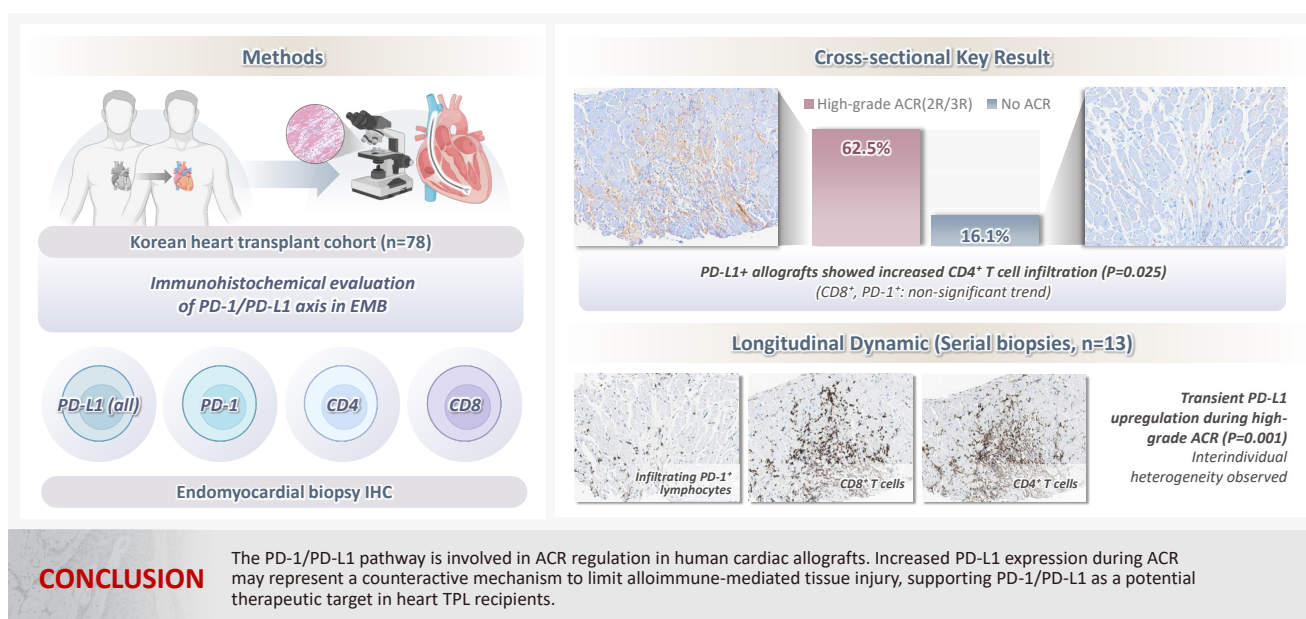 Methods
Korean heart transplant cohort (n=78)
Immunohistochemical evaluation
of PD-1/PD-L1 axis in EMB
PD-L1 (all)
PD-1
CD4
CD8
Endomyocardial biopsy IHC
Cross-sectional Key Result
High-grade ACR(2R/3R)
No ACR
62.5%
16.1%
PD-L1+ allografts showed increased CD4⁺ T cell infiltration (P=0.025)
(CD8⁺, PD-1⁺: non-significant trend)
Longitudinal Dynamic (Serial biopsies, n=13)
Infiltrating PD-1⁺
lymphocytes
CD8⁺ T cells
CD4⁺ T cells
Transient PD-L1
upregulation during high-
grade ACR (P=0.001)
Interindividual
heterogeneity observed
CONCLUSION
The PD-1/PD-L1 pathway is involved in ACR regulation in human cardiac allografts. Increased PD-L1 expression during ACR
may represent a counteractive mechanism to limit alloimmune-mediated tissue injury, supporting PD-1/PD-L1 as a potential
therapeutic target in heart TPL recipients.